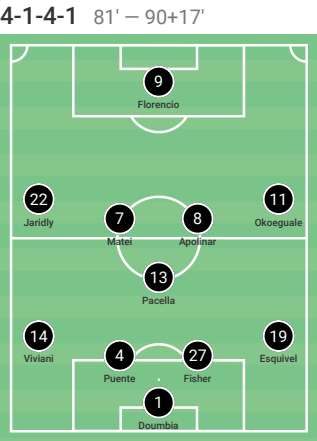 4-1-4-1 81' — 90+17'
9
Florencio
22
Jaridly
7
Matei
8
Apolinar
11
Okoeguale
13
Pacella
14
Viviani
4
Puente
27
Fisher
19
Esquivel
1
Doumbia